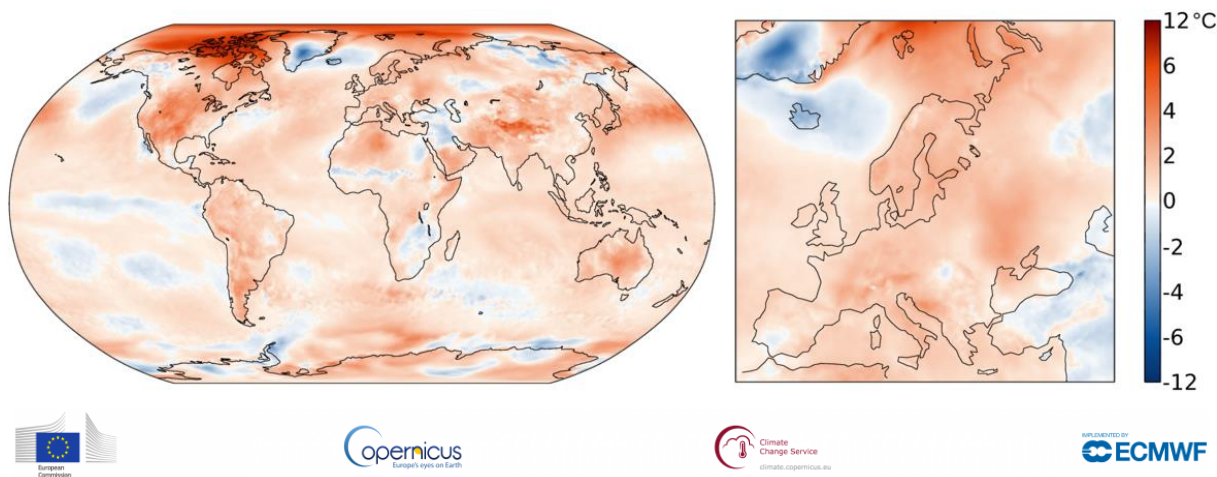 12°C
6
4
2
0
-2
-4
-6
-12
European
Commission
opernicus
Europe's eyes on Earth
Climate
Change Service
climate.copernicus.eu
IMPLEMENTED BY
ECMWF